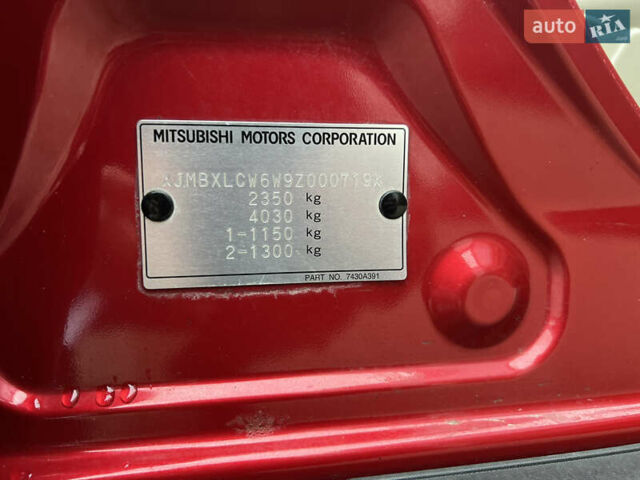 auto RIA
.com
MITSUBISHI MOTORS CORPORATION
*JMBXLCW6W9Z000719*
2350 kg
4030 kg
1-1150 kg
2-1300 kg
PART NO. 7430A391